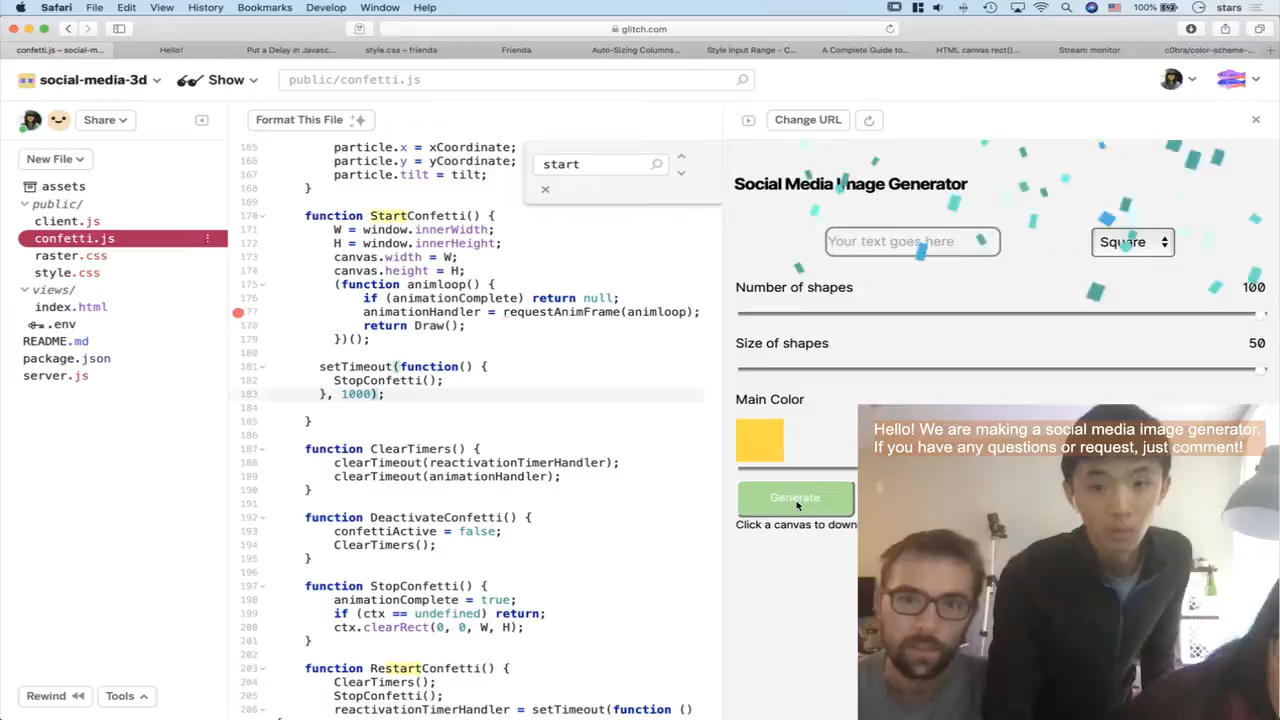 Safari File Edit View History Bookmarks Develop Window Help 100% stars
glitch.com
confetti.js – social-m...
Hello!
Put a Delay in Javasc...
style.css – frienda
Frienda
Auto-Sizing Columns...
Style Input Range - C...
A Complete Guide to...
HTML canvas rect()...
Stream monitor
c0bra/color-scheme-...
social-media-3d
Show
public/confetti.js
Share
Format This File
Change URL
New File
assets
public/
client.js
confetti.js
raster.css
style.css
views/
index.html
.env
README.md
package.json
server.js
Rewind
Tools
start
165 particle.x = xCoordinate;
166 particle.y = yCoordinate;
167 particle.tilt = tilt;
168 }
169
170 function StartConfetti() {
171 W = window.innerWidth;
172 H = window.innerHeight;
173 canvas.width = W;
174 canvas.height = H;
175 (function animloop() {
176 if (animationComplete) return null;
77 animationHandler = requestAnimFrame(animloop);
178 return Draw();
179 })();
180
181 setTimeout(function() {
182 StopConfetti();
183 }, 1000);
184
185 }
186
187 function ClearTimers() {
188 clearTimeout(reactivationTimerHandler);
189 clearTimeout(animationHandler);
190 }
191
192 function DeactivateConfetti() {
193 confettiActive = false;
194 ClearTimers();
195 }
196
197 function StopConfetti() {
198 animationComplete = true;
199 if (ctx == undefined) return;
200 ctx.clearRect(0, 0, W, H);
201 }
202
203 function RestartConfetti() {
204 ClearTimers();
205 StopConfetti();
206 reactivationTimerHandler = setTimeout(function ()
{
Social Media Image Generator
Your text goes here
Square
Number of shapes 100
Size of shapes 50
Main Color
Generate
Click a canvas to down
Hello! We are making a social media image generator.
If you have any questions or request, just comment!